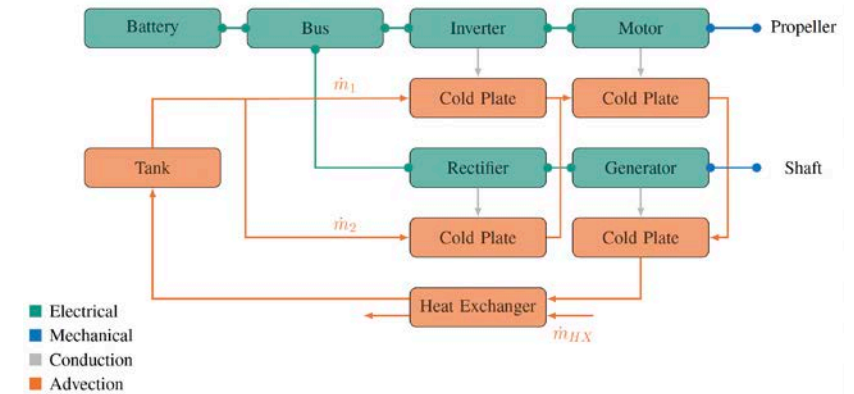 Battery
Bus
Inverter
Motor
Propeller
ṁ1
Cold Plate
Cold Plate
Tank
Rectifier
Generator
Shaft
ṁ2
Cold Plate
Cold Plate
Heat Exchanger
ṁHX
Electrical
Mechanical
Conduction
Advection